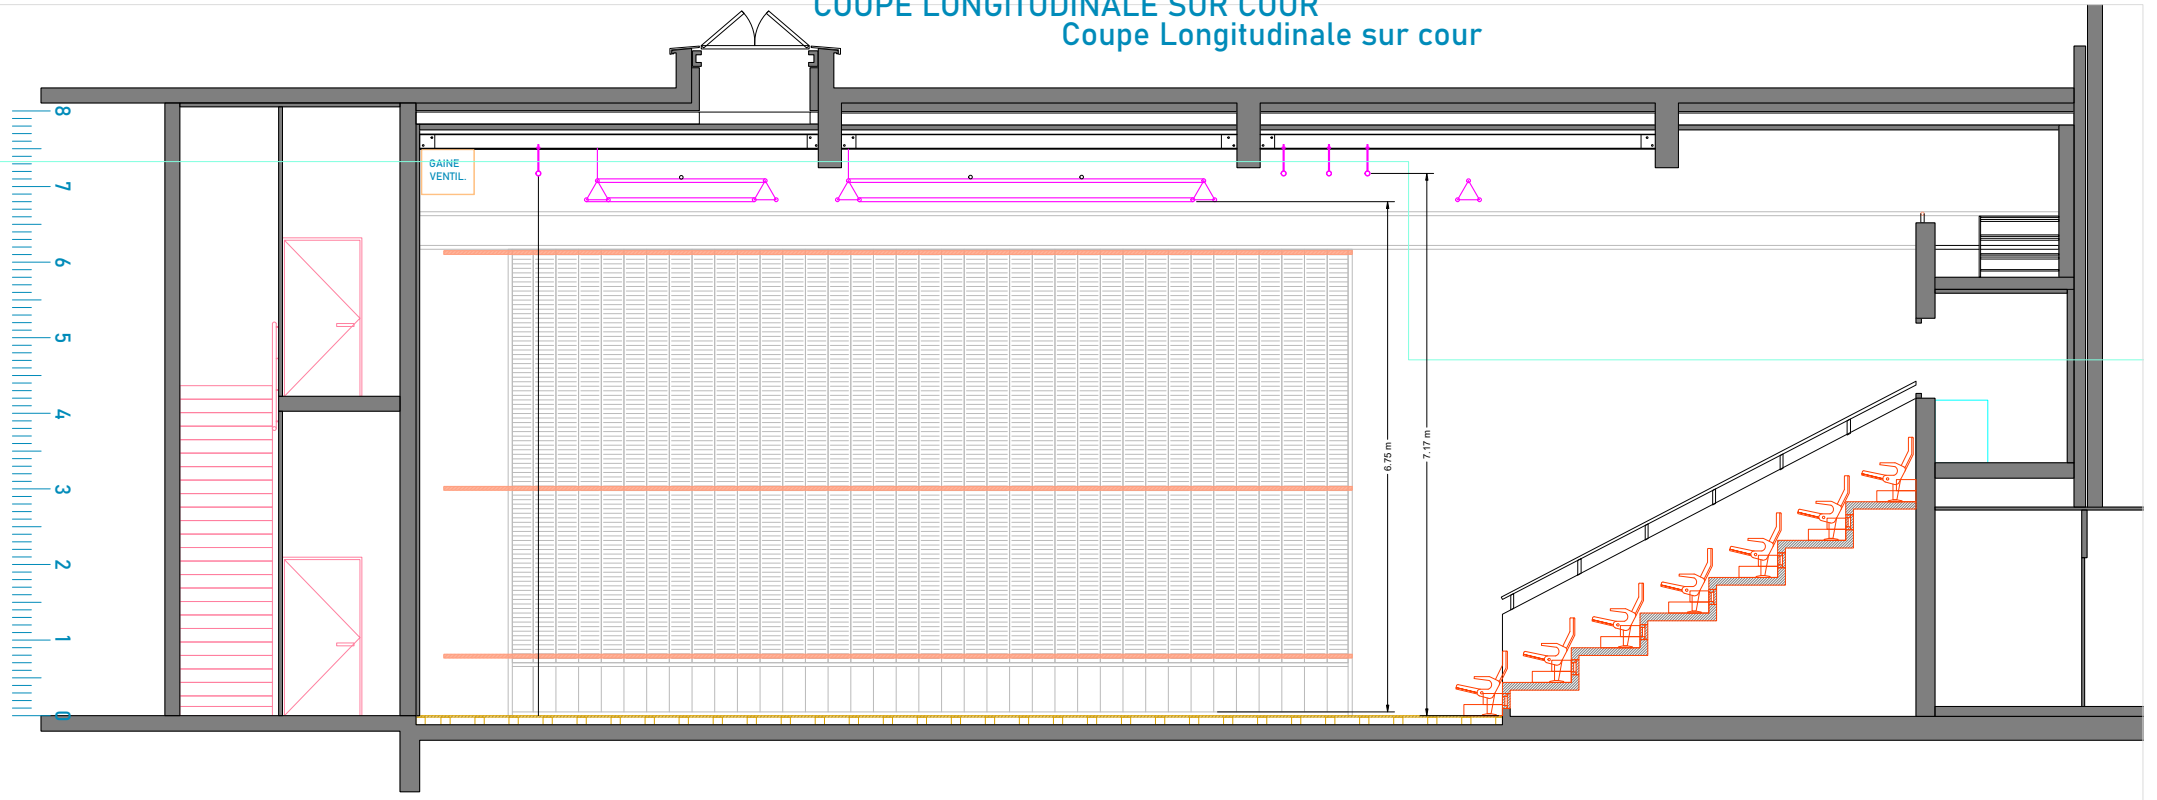 COUPE LONGITUDINALE SUR COUR
Coupe Longitudinale sur cour
8
7
6
5
4
3
2
1
0
GAINE
VENTIL.
6.75 m
7.17 m